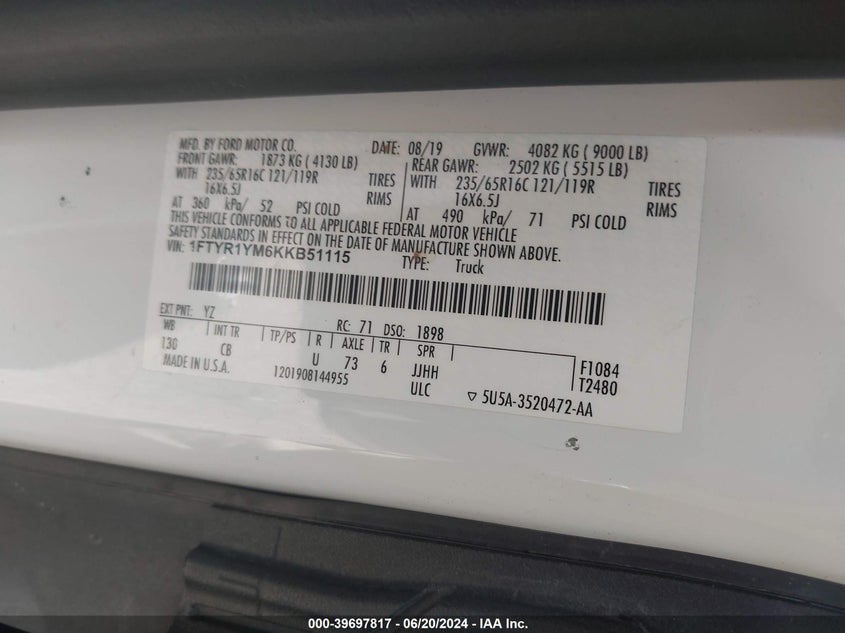 MFD. BY FORD MOTOR CO. DATE: 08/19 GVWR: 4082 KG ( 9000 LB)
FRONT GAWR: 1873 KG ( 4130 LB) REAR GAWR: 2502 KG ( 5515 LB)
WITH 235/65R16C 121/119R TIRES WITH 235/65R16C 121/119R TIRES
16X6.5J RIMS 16X6.5J RIMS
AT 360 kPa/ 52 PSI COLD AT 490 kPa/ 71 PSI COLD
THIS VEHICLE CONFORMS TO ALL APPLICABLE FEDERAL MOTOR VEHICLE
SAFETY STANDARDS IN EFFECT ON THE DATE OF MANUFACTURE SHOWN ABOVE.
VIN: 1FTYR1YM6KKB51115 TYPE: Truck
EXT PNT: YZ RC: 71 DSO: 1898
WB INT TR TP/PS R AXLE TR SPR F1084
130 CB U 73 6 JJHH T2480
MADE IN U.S.A. 1201908144955 ULC ▽ 5U5A-3520472-AA
000-39697817 - 06/20/2024 - IAA Inc.